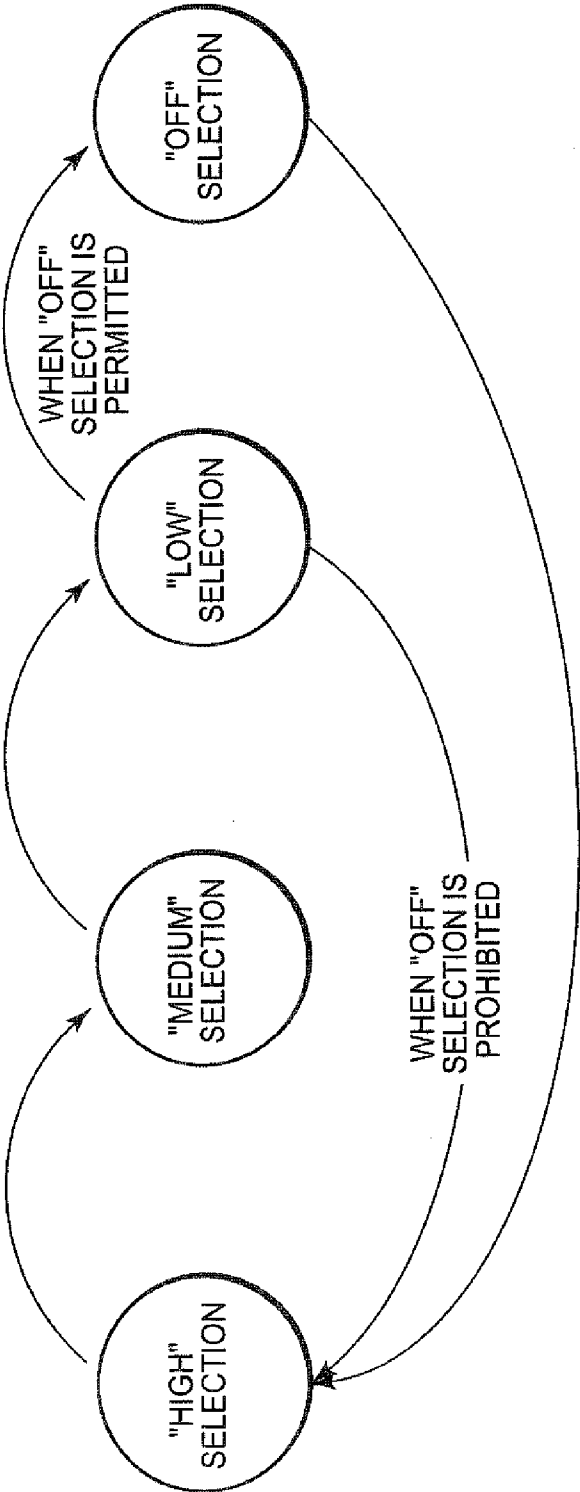 "HIGH"
SELECTION
"MEDIUM"
SELECTION
"LOW"
SELECTION
WHEN "OFF"
SELECTION IS
PERMITTED
"OFF"
SELECTION
WHEN "OFF"
SELECTION IS
PROHIBITED